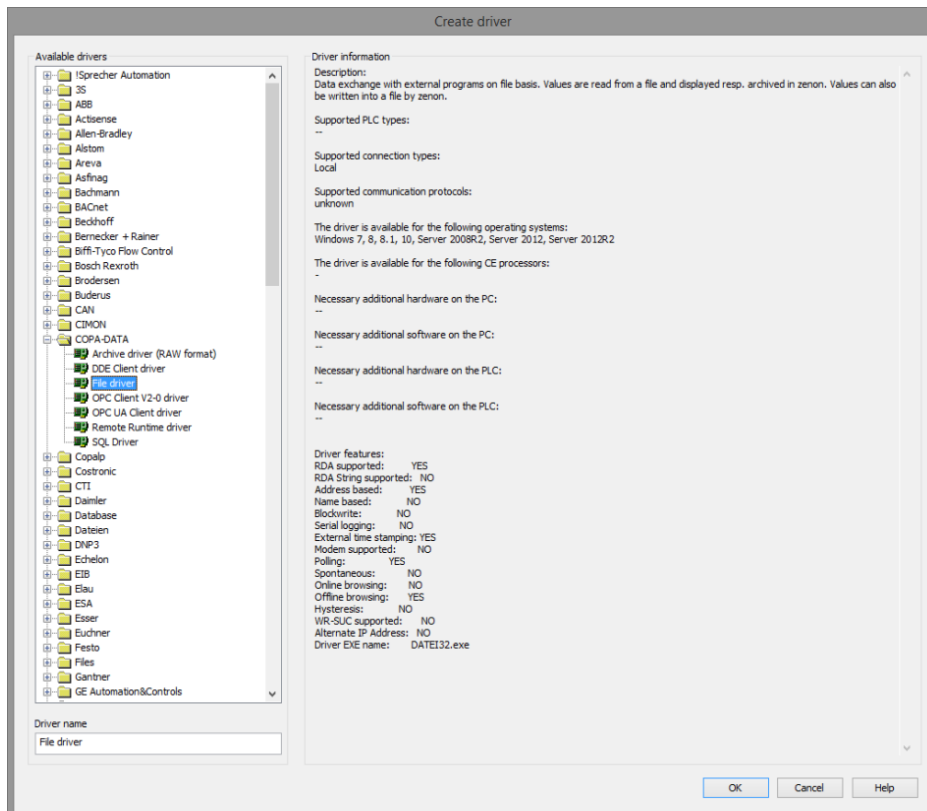 Create driver
Available drivers
!Sprecher Automation
3S
ABB
Actisense
Allen-Bradley
Alstom
Areva
Asfinag
Bachmann
BACnet
Beckhoff
Bernecker + Rainer
Biffi-Tyco Flow Control
Bosch Rexroth
Brodersen
Buderus
CAN
CIMON
COPA-DATA
Archive driver (RAW format)
DDE Client driver
File driver
OPC Client V2-0 driver
OPC UA Client driver
Remote Runtime driver
SQL Driver
Copalp
Costronic
CTI
Daimler
Database
Dateien
DNP3
Echelon
EIB
Elau
ESA
Esser
Euchner
Festo
Files
Gantner
GE Automation&Controls
Driver name
File driver
Driver information
Description:
Data exchange with external programs on file basis. Values are read from a file and displayed resp. archived in zenon. Values can also
be written into a file by zenon.
Supported PLC types:
--
Supported connection types:
Local
Supported communication protocols:
unknown
The driver is available for the following operating systems:
Windows 7, 8, 8.1, 10, Server 2008R2, Server 2012, Server 2012R2
The driver is available for the following CE processors:
-
Necessary additional hardware on the PC:
--
Necessary additional software on the PC:
--
Necessary additional hardware on the PLC:
--
Necessary additional software on the PLC:
--
Driver features:
RDA supported: YES
RDA String supported: NO
Address based: YES
Name based: NO
Blockwrite: NO
Serial logging: NO
External time stamping: YES
Modem supported: NO
Polling: YES
Spontaneous: NO
Online browsing: NO
Offline browsing: YES
Hysteresis: NO
WR-SUC supported: NO
Alternate IP Address: NO
Driver EXE name: DATEI32.exe
OK
Cancel
Help